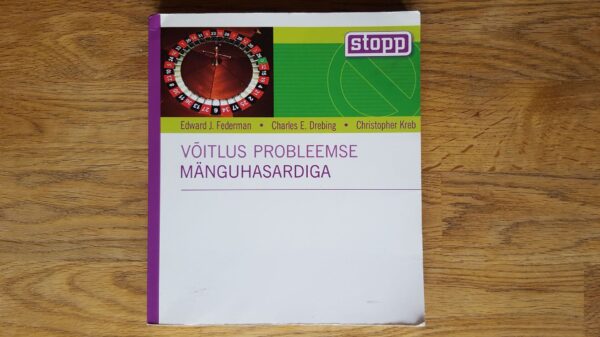 stopp
Edward J. Federman • Charles E. Drebing • Christopher Kreb
VÕITLUS PROBLEEMSE
MÄNGUHASARDIGA